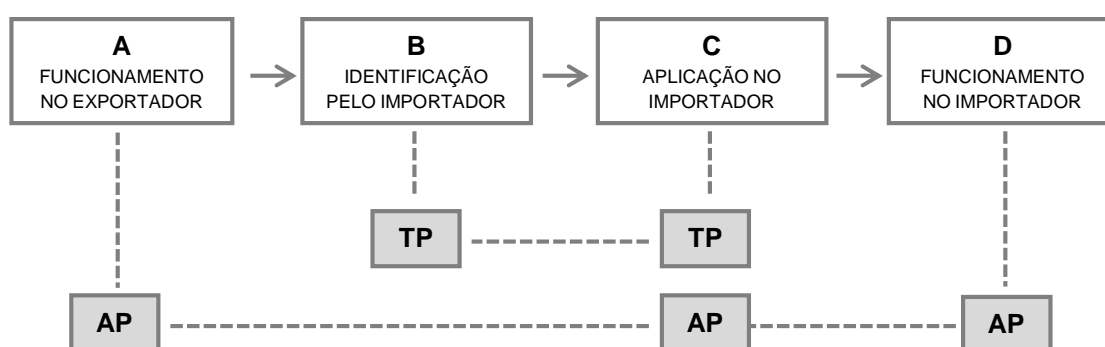 A
FUNCIONAMENTO
NO EXPORTADOR
B
IDENTIFICAÇÃO
PELO IMPORTADOR
C
APLICAÇÃO NO
IMPORTADOR
D
FUNCIONAMENTO
NO IMPORTADOR
TP
TP
AP
AP
AP